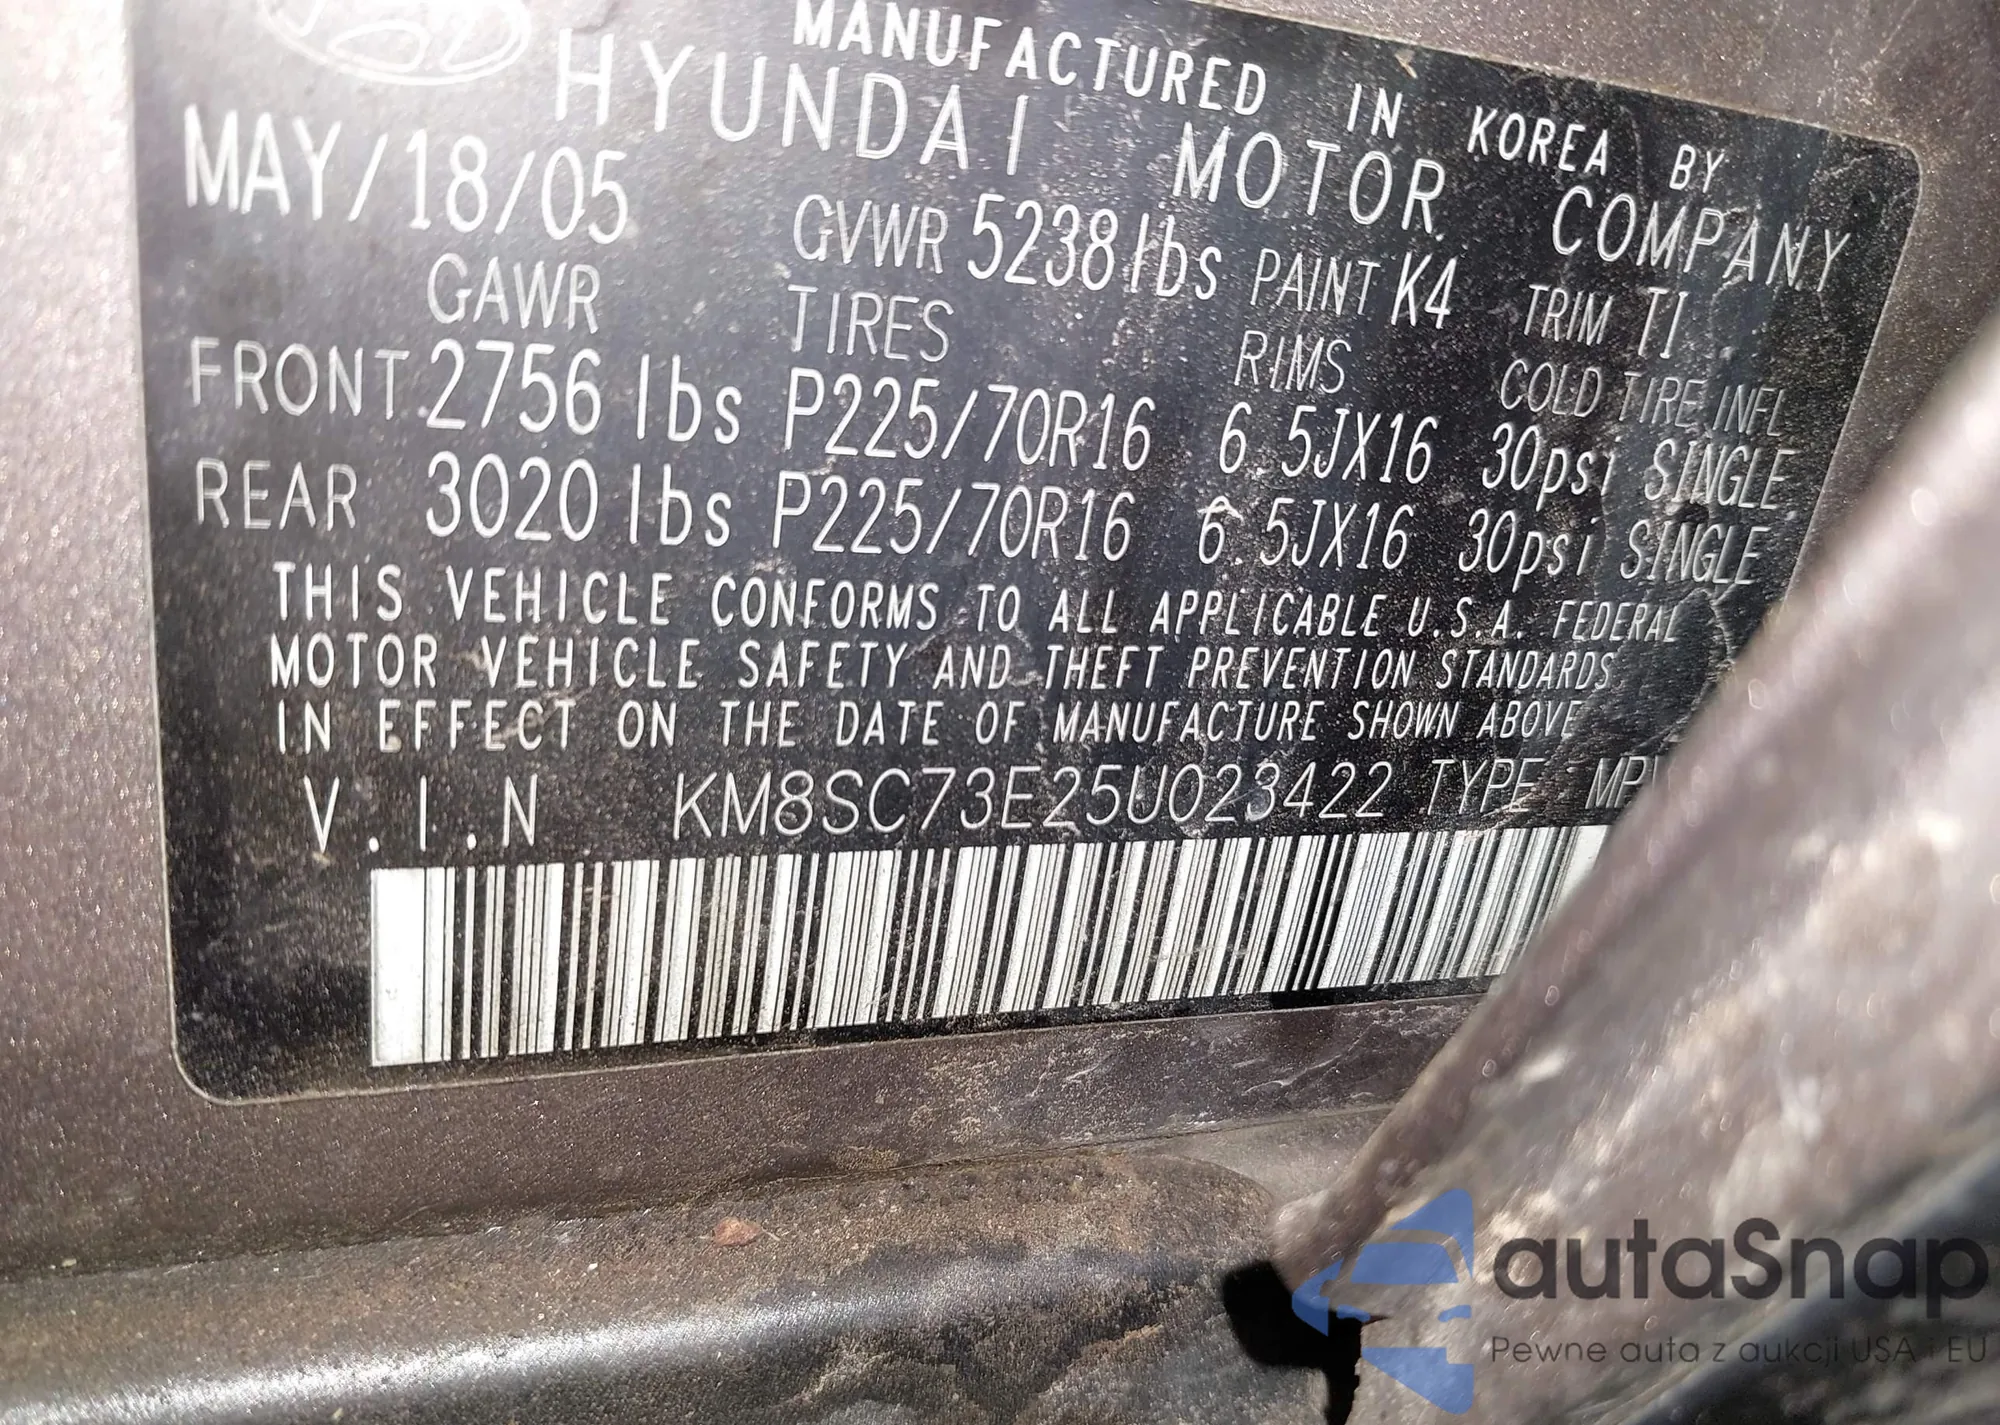 MANUFACTURED IN KOREA BY
HYUNDAI MOTOR COMPANY
MAY/18/05 GVWR 5238lbs PAINT K4 TRIM TI
GAWR TIRES RIMS COLD TIRE INFL
FRONT 2756 lbs P225/70R16 6.5JX16 30psi SINGLE,
REAR 3020 lbs P225/70R16 6.5JX16 30psi SINGLE
THIS VEHICLE CONFORMS TO ALL APPLICABLE U.S.A. FEDERAL
MOTOR VEHICLE SAFETY AND THEFT PREVENTION STANDARDS
IN EFFECT ON THE DATE OF MANUFACTURE SHOWN ABOVE
V.I.N KM8SC73E25U023422 TYPE :
autaSnap
Pewne auta z aukcji USA i EU